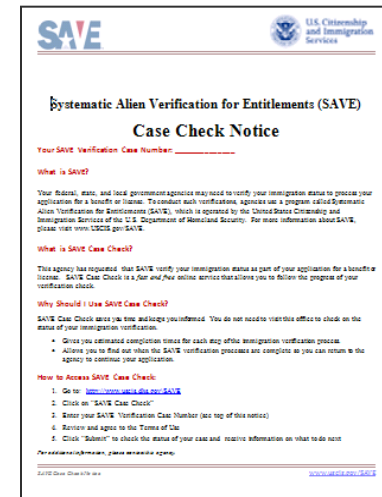 SAVE
U.S. Citizenship
and Immigration
Services
Systematic Alien Verification for Entitlements (SAVE)
Case Check Notice
Your SAVE Verification Case Number: ______________
What is SAVE?
Your federal, state, and local government agencies may need to verify your immigration status to process your
application for a benefit or license. To conduct such verifications, agencies use a program called Systematic
Alien Verification for Entitlements (SAVE), which is operated by the United States Citizenship and
Immigration Services of the U.S. Department of Homeland Security. For more information about SAVE,
please visit www.USCIS.gov/SAVE.
What is SAVE Case Check?
This agency has requested that SAVE verify your immigration status as part of your application for a benefit or
license. SAVE Case Check is a fast and free online service that allows you to follow the progress of your
verification check.
Why Should I Use SAVE Case Check?
SAVE Case Check saves you time and keeps you informed. You do not need to visit this office to check on the
status of your immigration verification.
• Gives you estimated completion times for each step of the immigration verification process
• Allows you to find out when the SAVE verification processes are complete so you can return to the
agency to continue your application.
How to Access SAVE Case Check:
1. Go to: http://www.uscis.dhs.gov/SAVE
2. Click on "SAVE Case Check"
3. Enter your SAVE Verification Case Number (see top of this notice)
4. Review and agree to the Terms of Use
5. Click "Submit" to check the status of your case and receive information on what to do next
For additional information, please contact this agency.
SAVE Case Check Notice
www.uscis.gov/SAVE